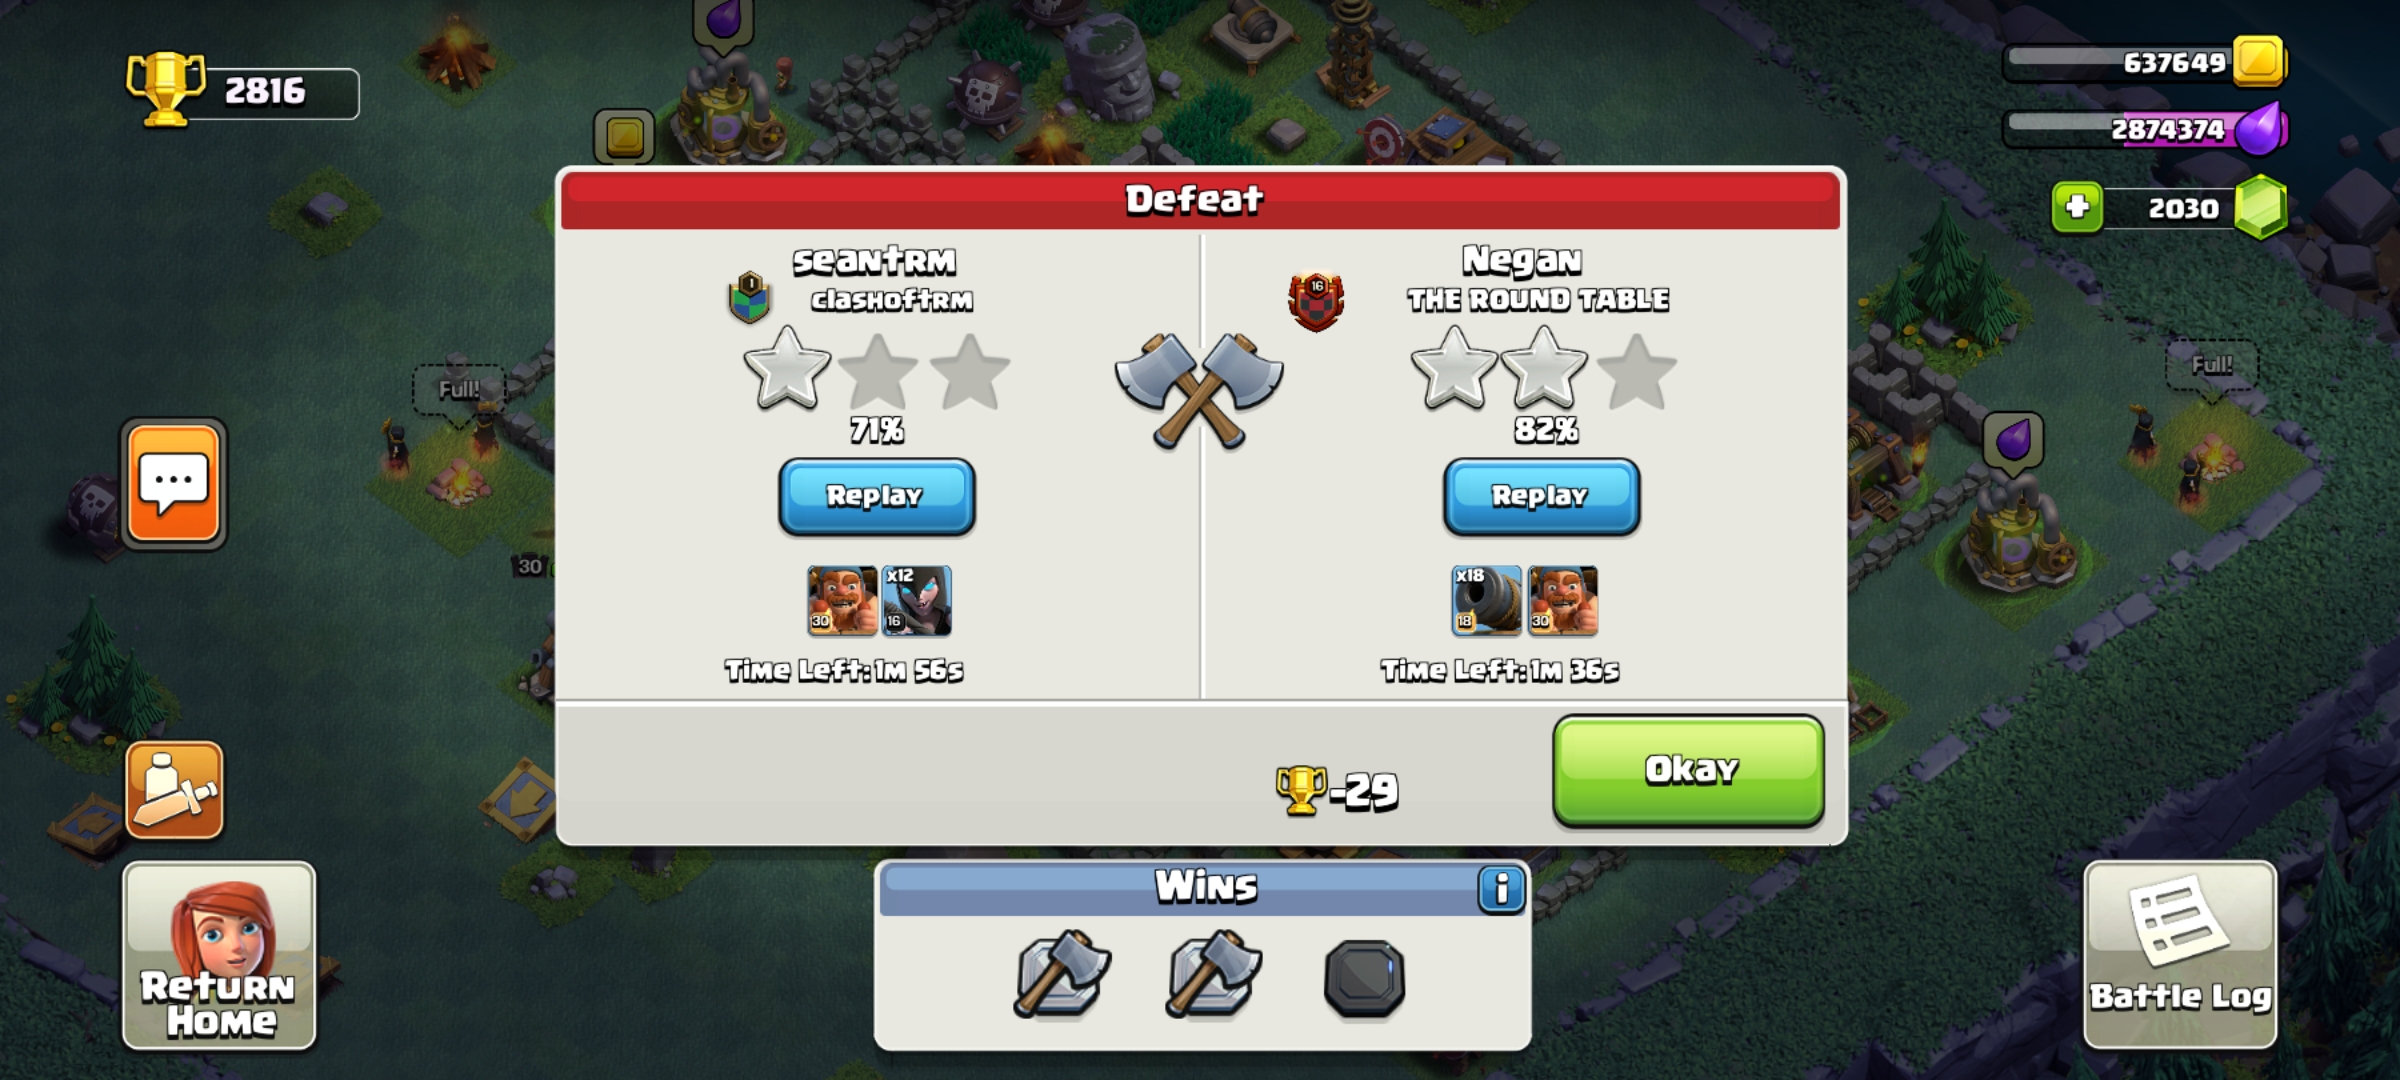 2816
637649
2874374
2030
Defeat
seantrm
1
clashoftrm
Negan
16
THE ROUND TABLE
71%
82%
Replay
Replay
Full!
Full!
30
30
x12
16
x18
18
30
Time Left:1m 56s
Time Left:1m 36s
-29
Okay
Wins
i
Return
Home
Battle Log